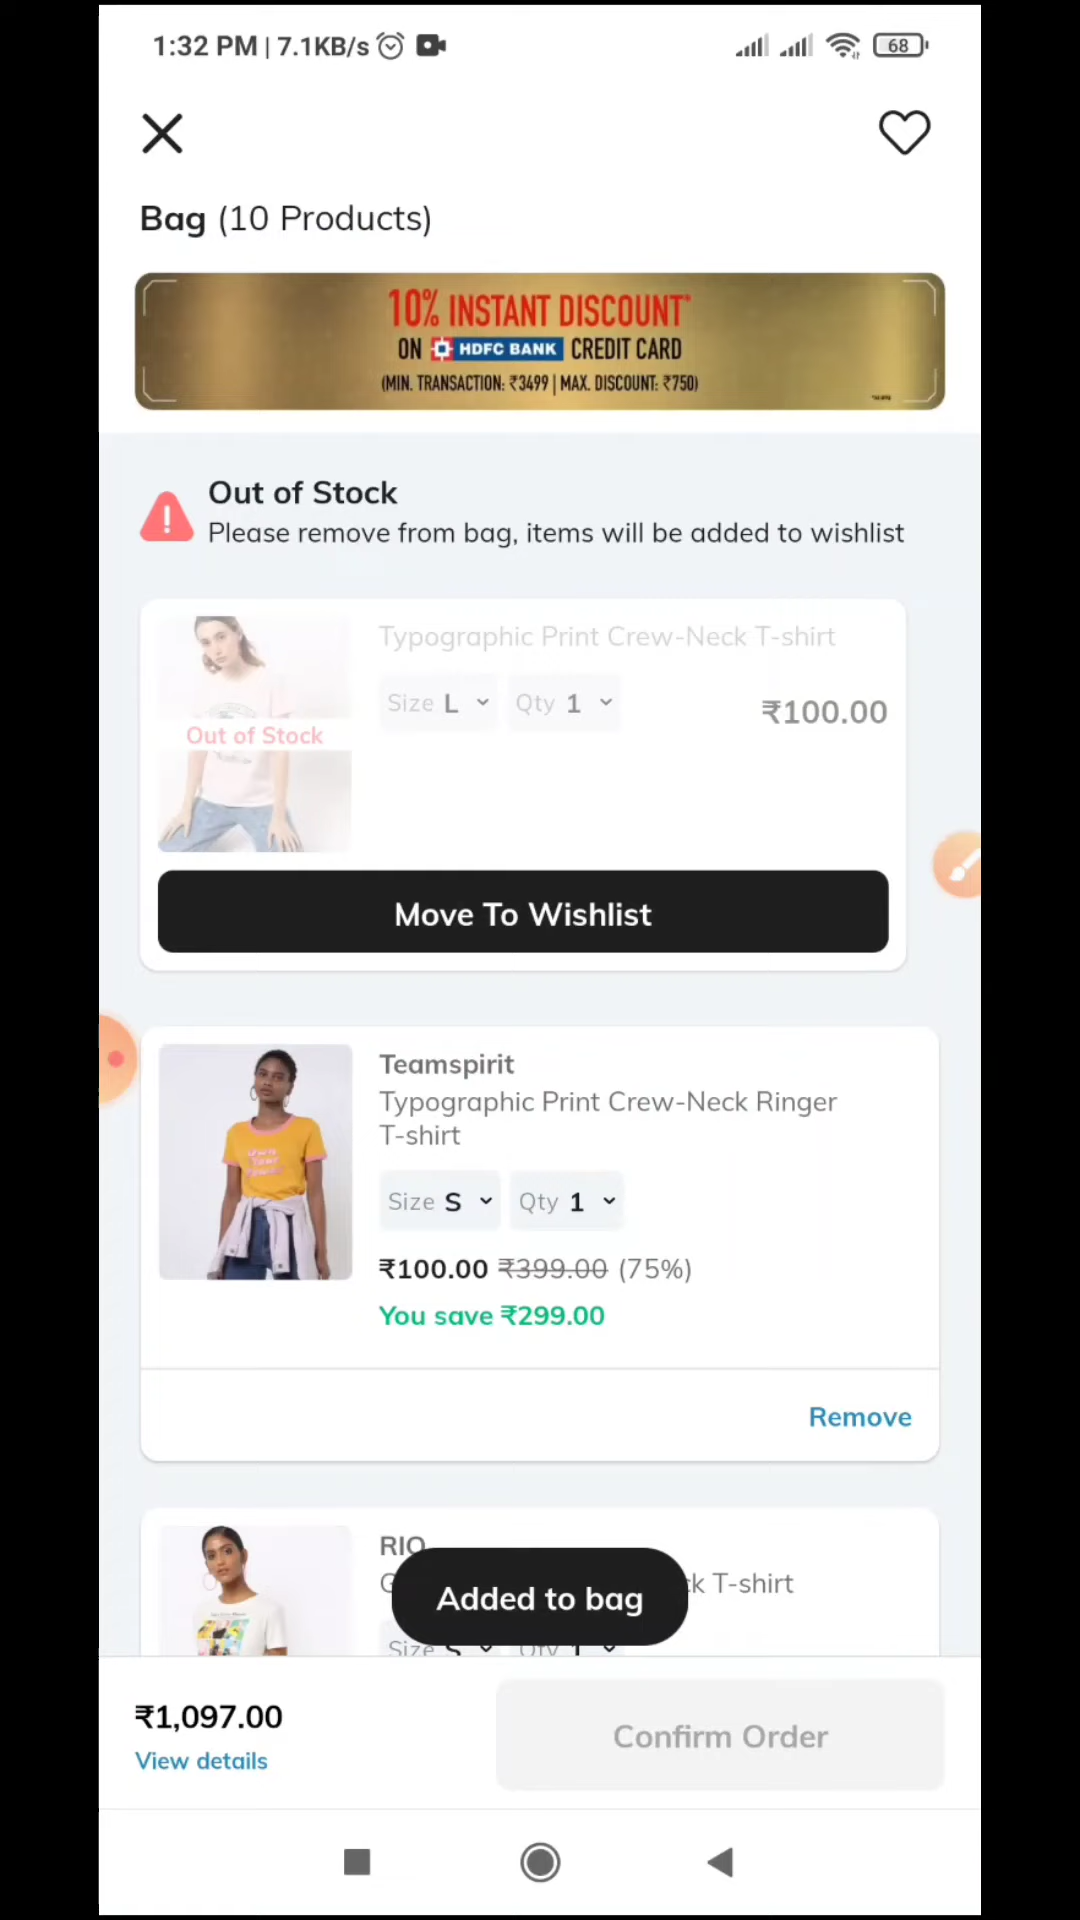 1:32 PM | 7.1KB/s
68
Bag (10 Products)
10% INSTANT DISCOUNT*
ON HDFC BANK CREDIT CARD
(MIN. TRANSACTION: ₹3499 | MAX. DISCOUNT: ₹750)
Out of Stock
Please remove from bag, items will be added to wishlist
Typographic Print Crew-Neck T-shirt
Size L Qty 1
₹100.00
Out of Stock
Move To Wishlist
Teamspirit
Typographic Print Crew-Neck Ringer
T-shirt
Size S Qty 1
₹100.00 ₹399.00 (75%)
You save ₹299.00
Remove
RIO
ck T-shirt
Added to bag
Size S Qty 1
₹1,097.00
Confirm Order
View details